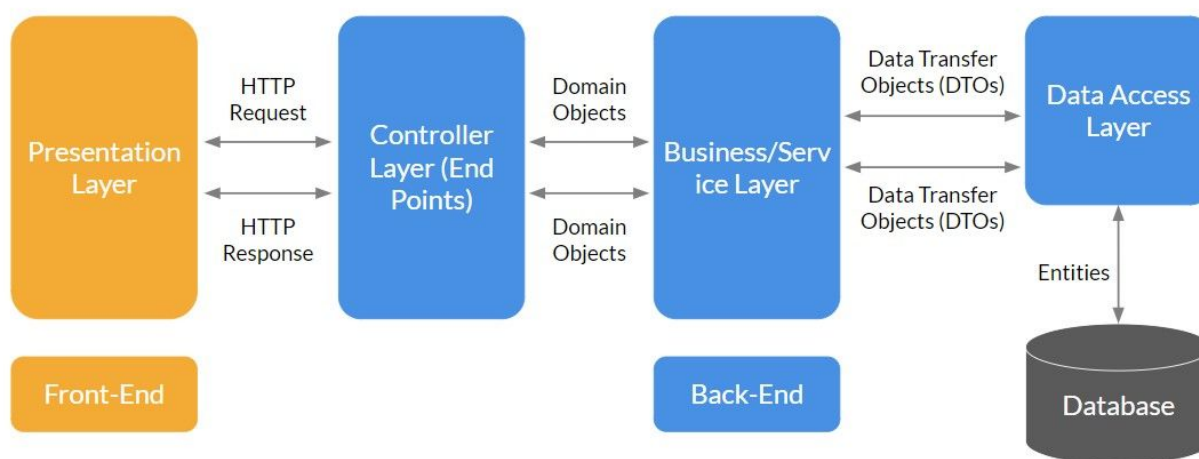 Presentation
Layer
HTTP
Request
HTTP
Response
Controller
Layer (End
Points)
Domain
Objects
Domain
Objects
Business/Serv
ice Layer
Data Transfer
Objects (DTOs)
Data Transfer
Objects (DTOs)
Data Access
Layer
Entities
Database
Front-End
Back-End